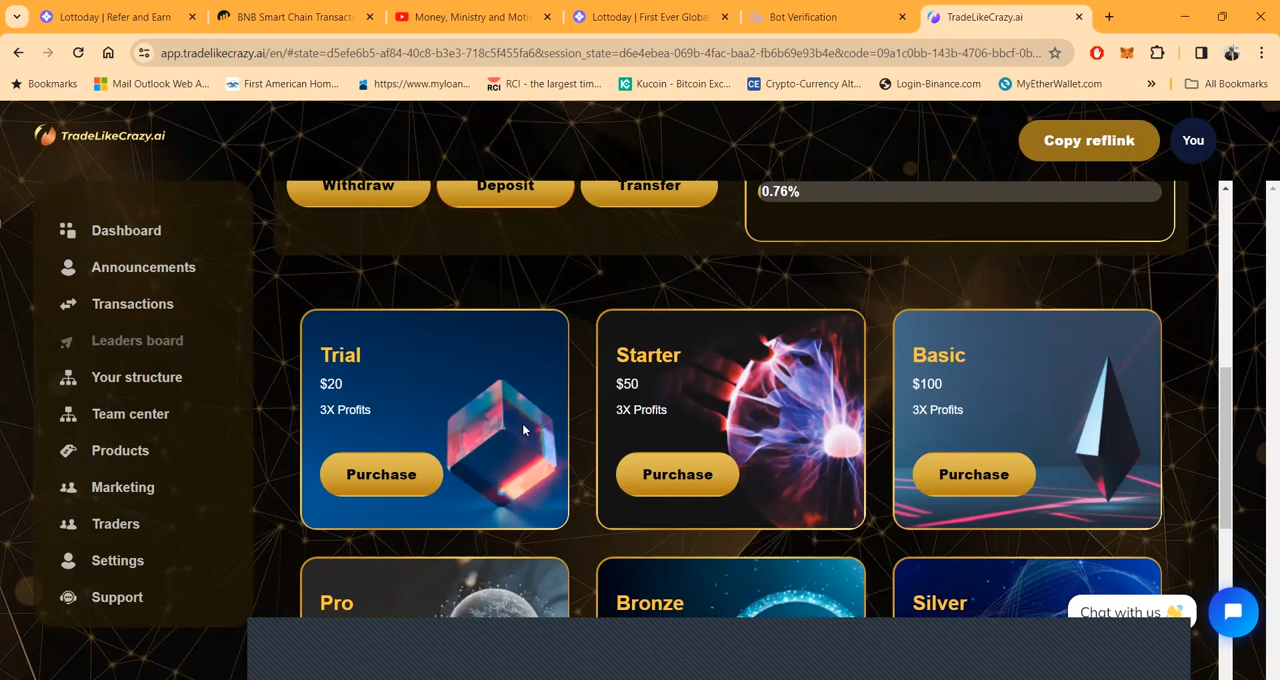 Lottoday | Refer and Earn
BNB Smart Chain Transacti
Money, Ministry and Moti
Lottoday | First Ever Global
Bot Verification
TradeLikeCrazy.ai
app.tradelikecrazy.ai/en/#state=d5efe6b5-af84-40c8-b3e3-718c5f455fa6&session_state=d6e4ebea-069b-4fac-baa2-fb6b69e93b4e&code=09a1c0bb-143b-4706-bbcf-0b...
Bookmarks
Mail Outlook Web A...
First American Hom...
https://www.myloan...
RCI - the largest tim...
Kucoin - Bitcoin Exc...
Crypto-Currency Alt...
Login-Binance.com
MyEtherWallet.com
All Bookmarks
TradeLikeCrazy.ai
Copy reflink
You
Withdraw
Deposit
Transfer
0.76%
Dashboard
Announcements
Transactions
Leaders board
Your structure
Team center
Products
Marketing
Traders
Settings
Support
Trial
$20
3X Profits
Purchase
Starter
$50
3X Profits
Purchase
Basic
$100
3X Profits
Purchase
Pro
Bronze
Silver
Chat with us 👋